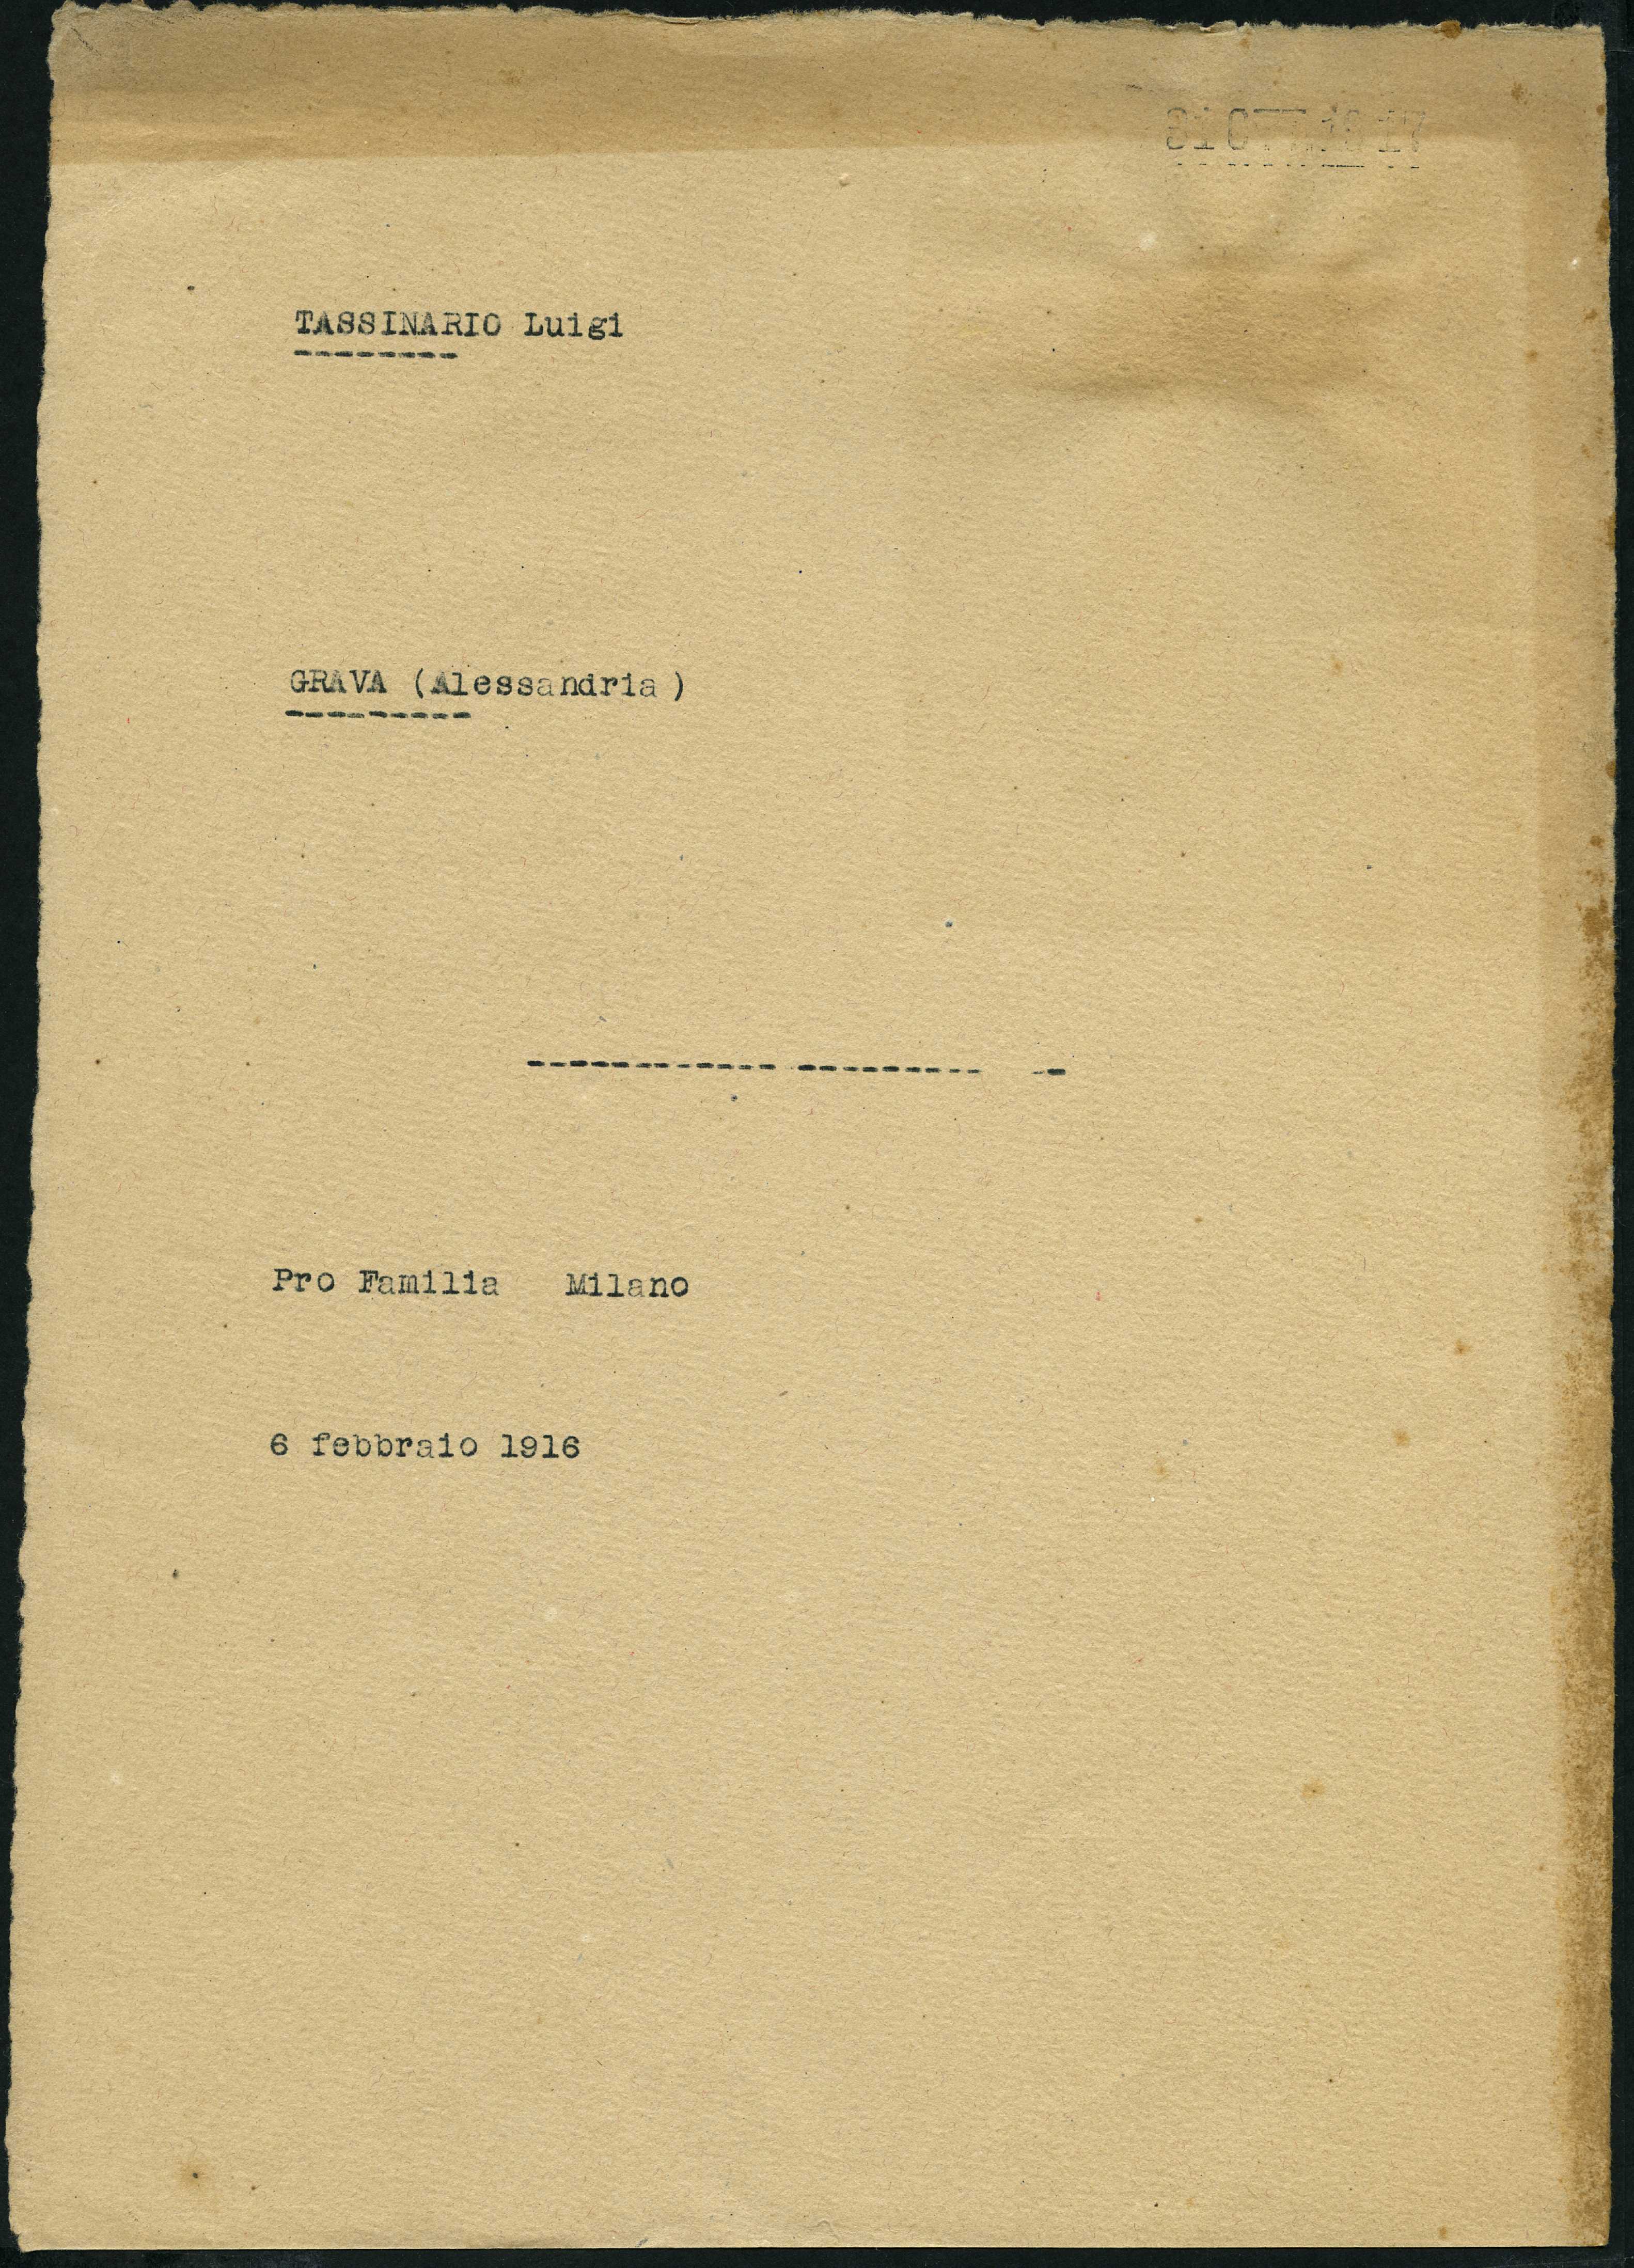 TASSINARIO Luigi
GRAVA (Alessandria)
Pro Familia Milano
6 febbraio 1916